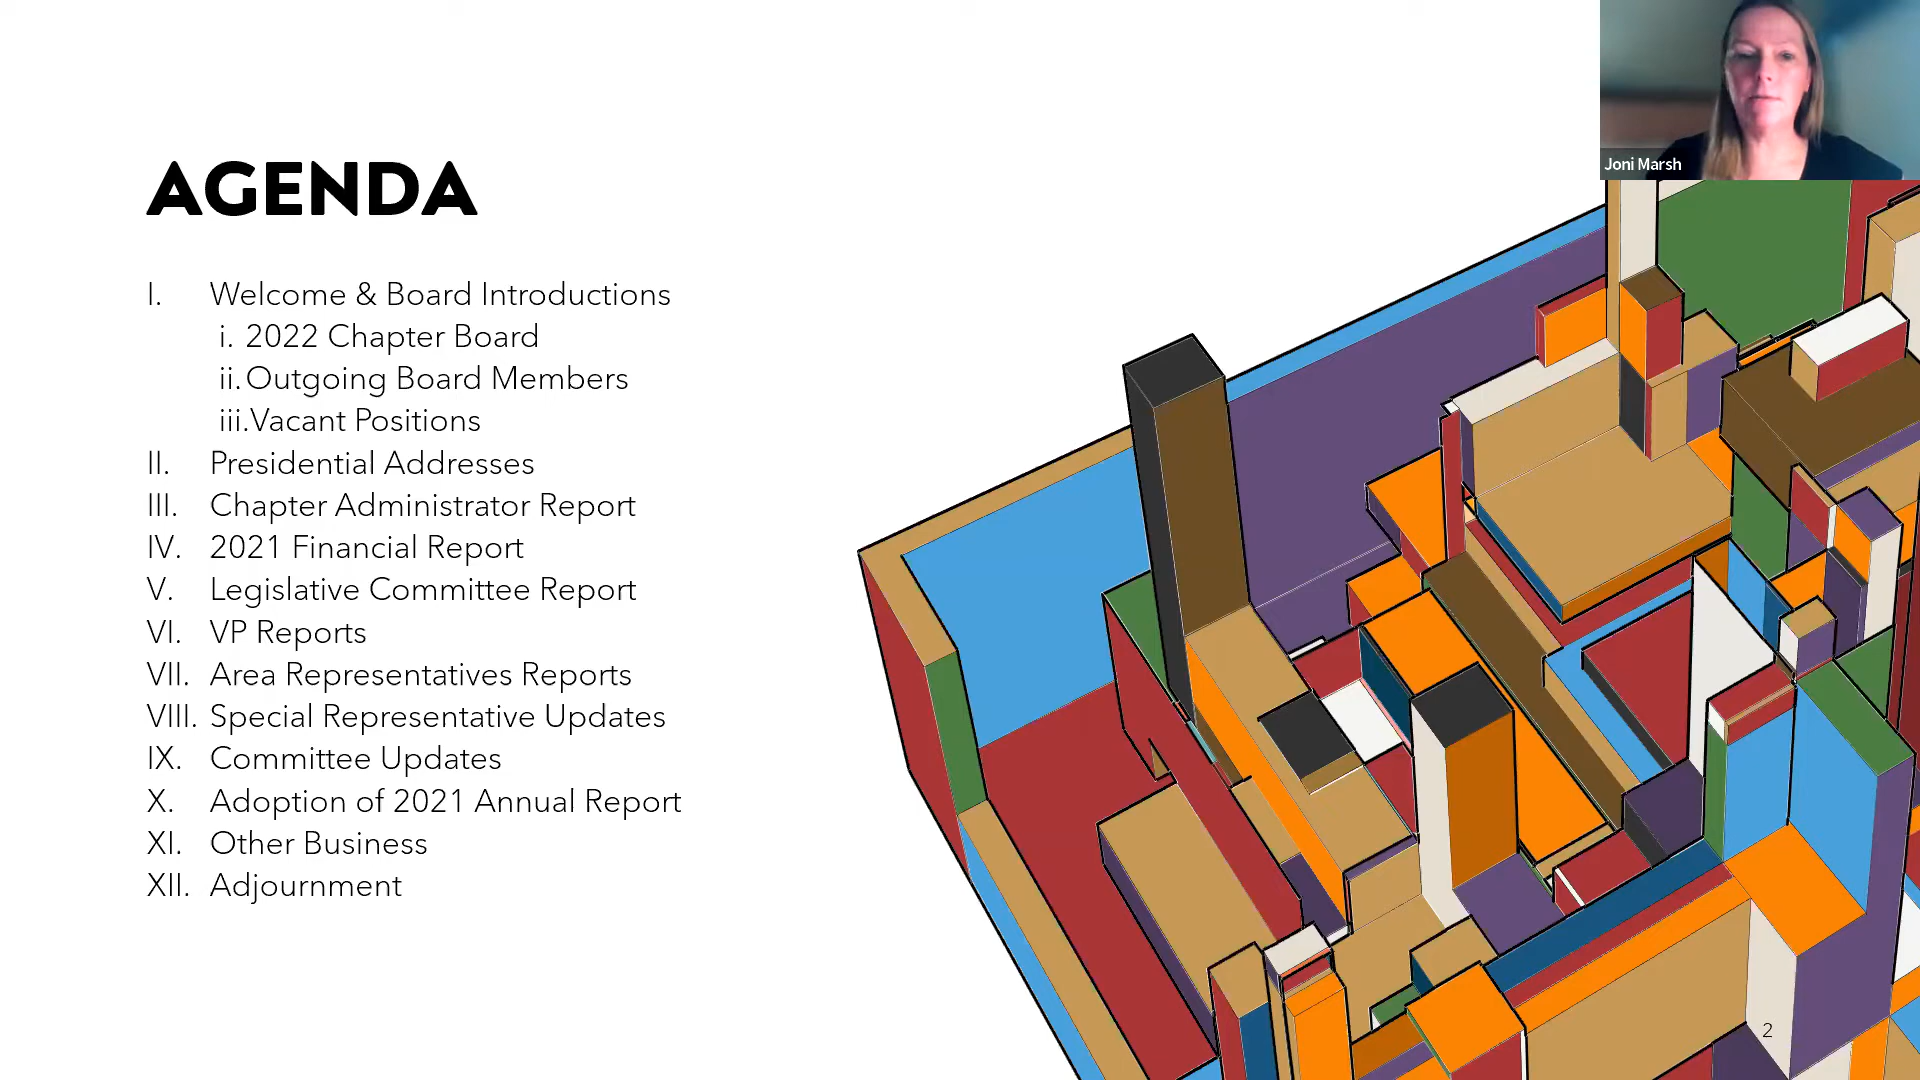 Joni Marsh
AGENDA
I. Welcome & Board Introductions
i. 2022 Chapter Board
ii. Outgoing Board Members
iii. Vacant Positions
II. Presidential Addresses
III. Chapter Administrator Report
IV. 2021 Financial Report
V. Legislative Committee Report
VI. VP Reports
VII. Area Representatives Reports
VIII. Special Representative Updates
IX. Committee Updates
X. Adoption of 2021 Annual Report
XI. Other Business
XII. Adjournment
2